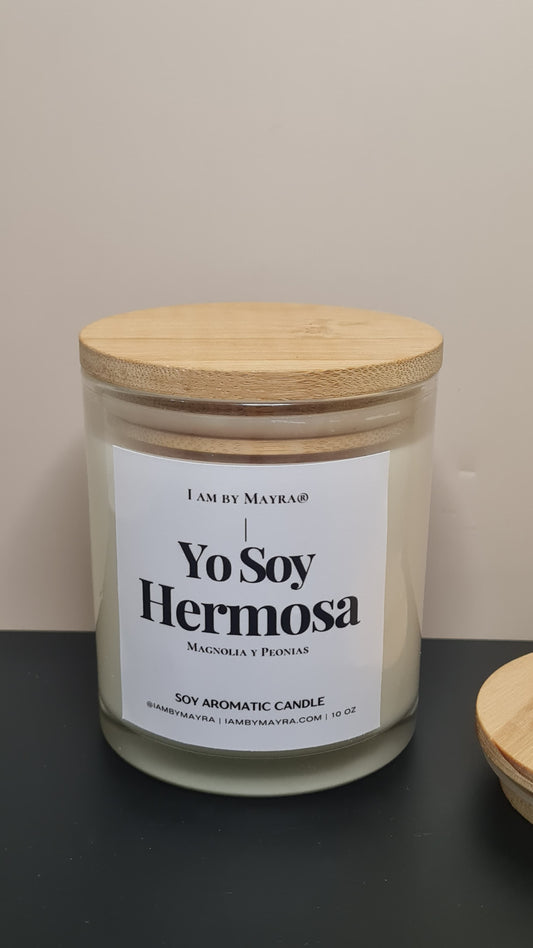 I AM BY MAYRA®
Yo Soy
Hermosa
MAGNOLIA Y PEONIAS
SOY AROMATIC CANDLE
@IAMBYMAYRA | IAMBYMAYRA.COM | 10 OZ